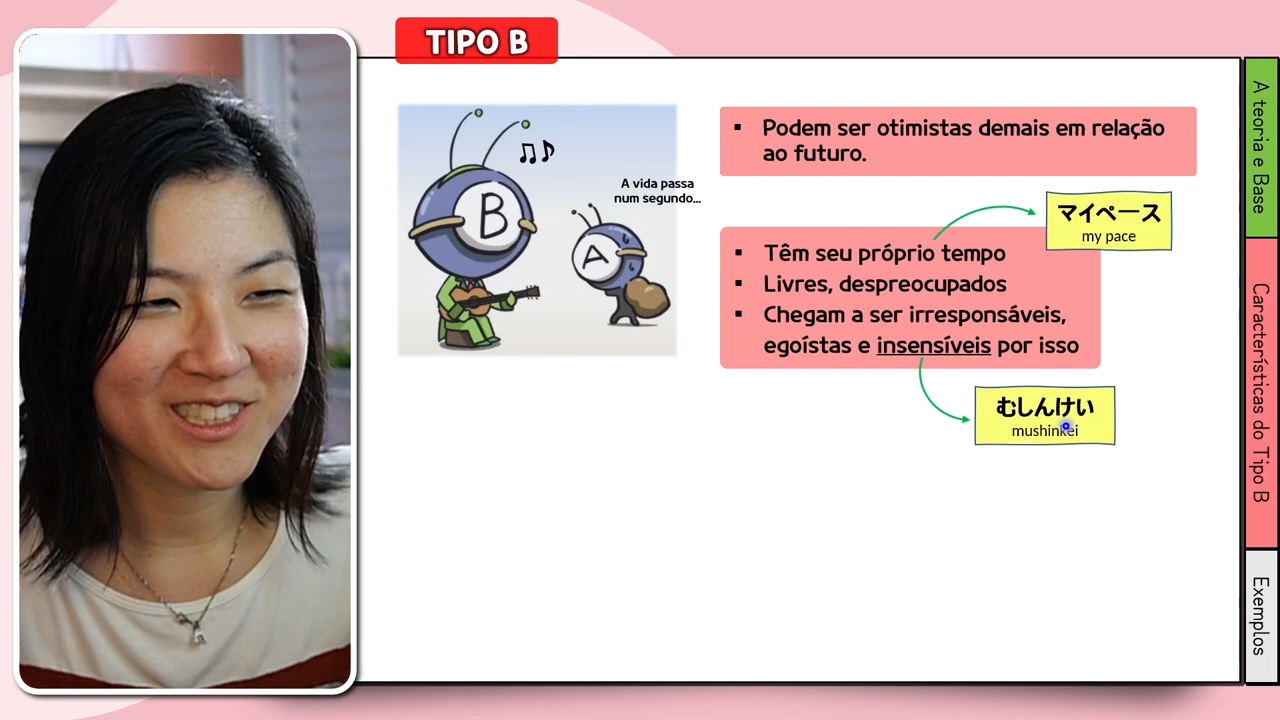 TIPO B
B
A
A vida passa
num segundo...
▪ Podem ser otimistas demais em relação
ao futuro.
マイペース
my pace
▪ Têm seu próprio tempo
▪ Livres, despreocupados
▪ Chegam a ser irresponsáveis,
egoístas e insensíveis por isso
むしんけい
mushinkei
A teoria e Base
Características do Tipo B
Exemplos